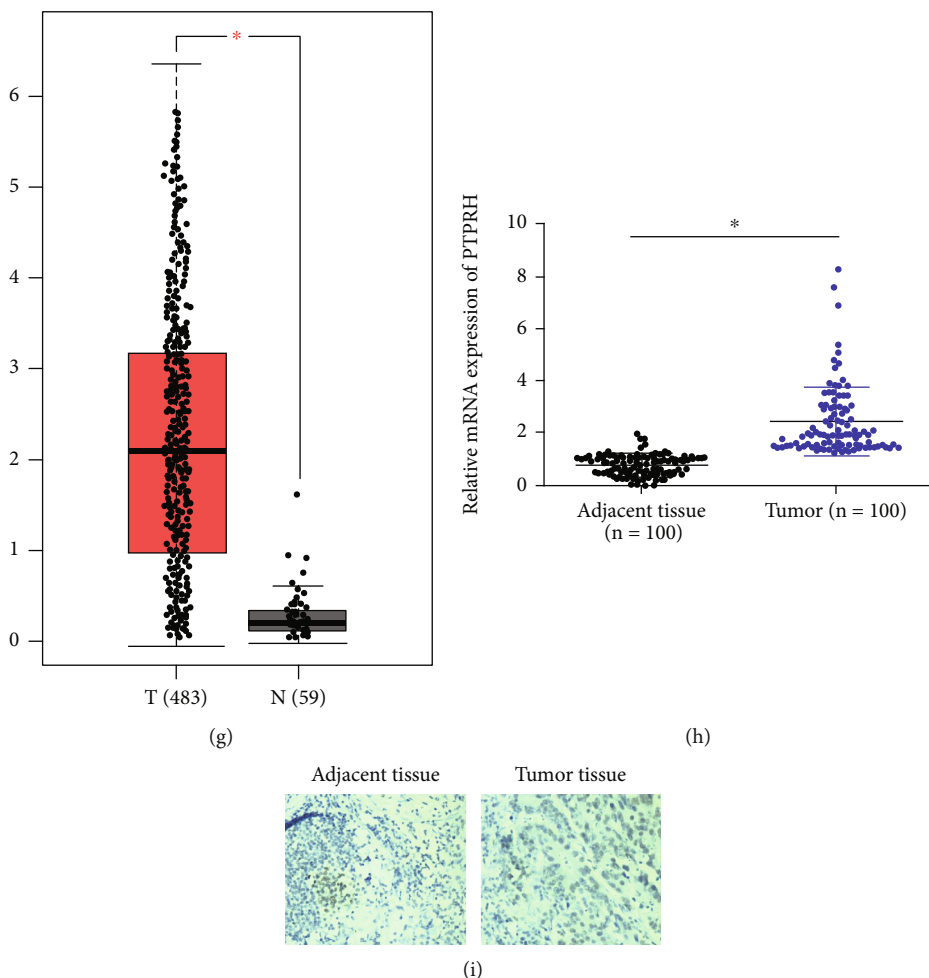 *
6
5
4
3
2
1
0
T (483)
N (59)
(g)
Relative mRNA expression of PTPRH
10
8
6
4
2
0
*
Adjacent tissue
(n = 100)
Tumor (n = 100)
(h)
Adjacent tissue
Tumor tissue
(i)